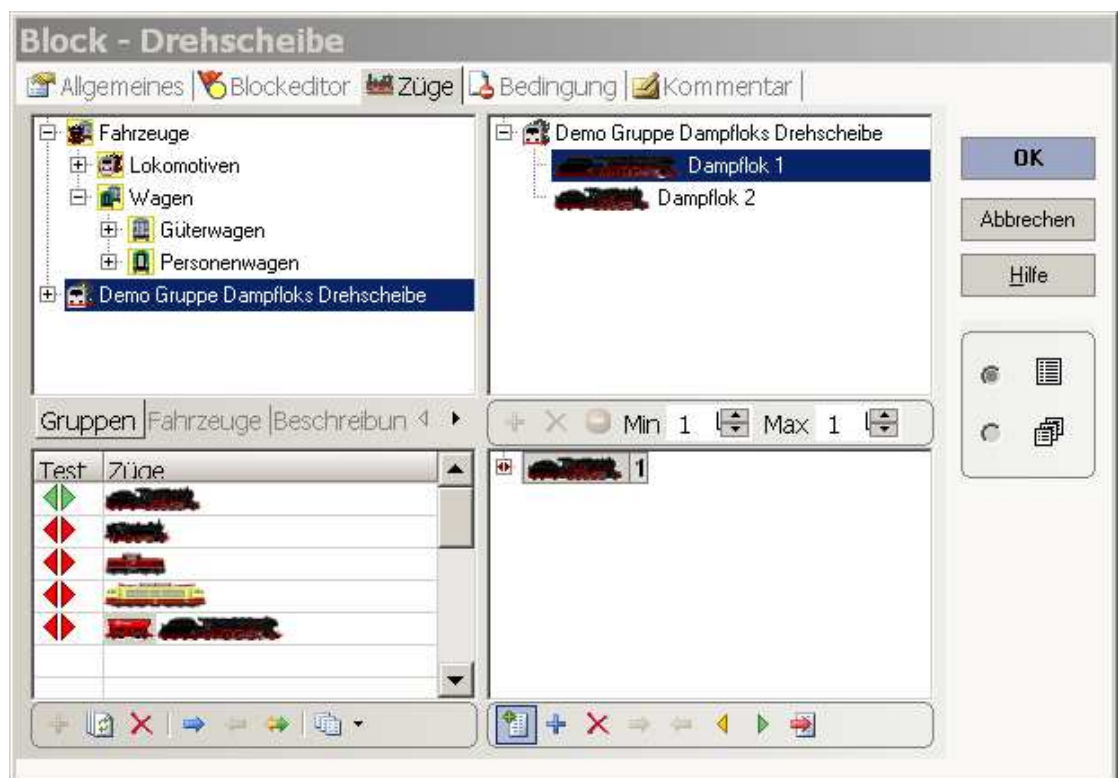 Block - Drehscheibe
Allgemeines Blockeditor Züge Bedingung Kommentar
Fahrzeuge
Lokomotiven
Wagen
Güterwagen
Personenwagen
Demo Gruppe Dampfloks Drehscheibe
Demo Gruppe Dampfloks Drehscheibe
Dampflok 1
Dampflok 2
OK
Abbrechen
Hilfe
Gruppen Fahrzeuge Beschreibun
Min 1 Max 1
Test Züge
1